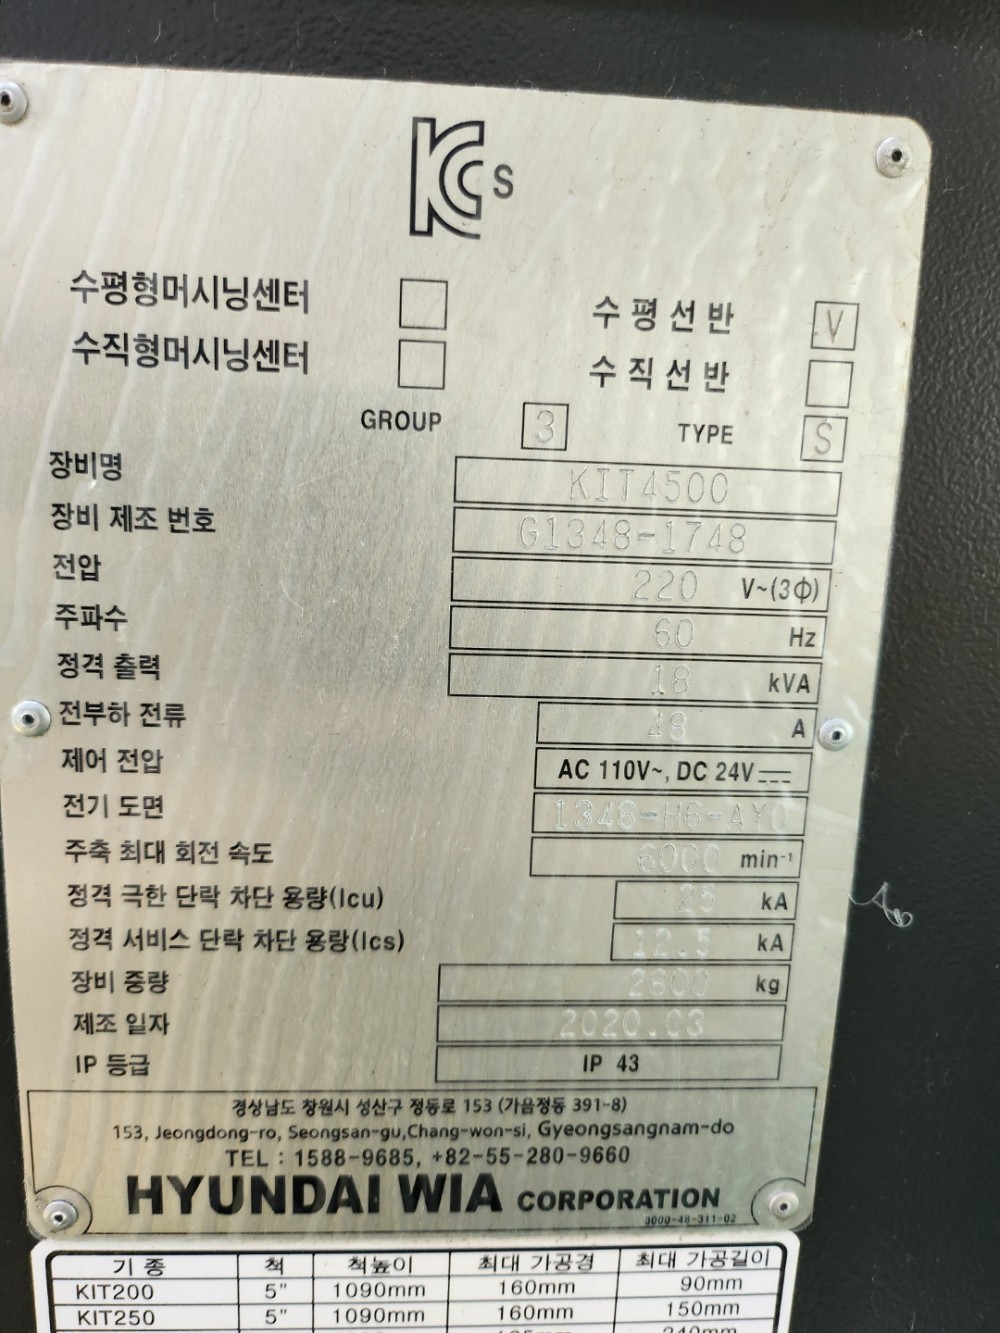 KC S
수평형머시닝센터 수평선반 V
수직형머시닝센터 수직선반
GROUP 3 TYPE S
장비명 KIT4500
장비 제조 번호 G1348-1748
전압 220 V~(3Φ)
주파수 60 Hz
정격 출력 18 kVA
전부하 전류 48 A
제어 전압 AC 110V~, DC 24V
전기 도면 1348-H6-AY0
주축 최대 회전 속도 6000 min-1
정격 극한 단락 차단 용량(Icu) 25 kA
정격 서비스 단락 차단 용량(Ics) 12.5 kA
장비 중량 kg
제조 일자 2020.03
IP 등급 IP 43
경상남도 창원시 성산구 정동로 153 (가음정동 391-8)
153, Jeongdong-ro, Seongsan-gu,Chang-won-si, Gyeongsangnam-do
TEL : 1588-9685, +82-55-280-9660
HYUNDAI WIA CORPORATION
3000-48-311-02
기 종 척 척높이 최대 가공경 최대 가공길이
KIT200 5" 1090mm 160mm 90mm
KIT250 5" 1090mm 160mm 150mm